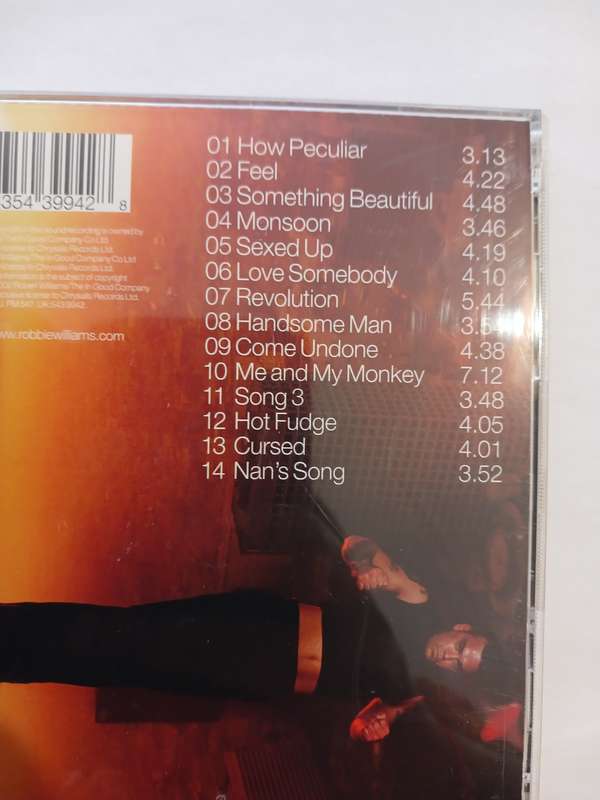 354 39942 8
www.robbiewilliams.com
01 How Peculiar 3.13
02 Feel 4.22
03 Something Beautiful 4.48
04 Monsoon 3.46
05 Sexed Up 4.19
06 Love Somebody 4.10
07 Revolution 5.44
08 Handsome Man 3.54
09 Come Undone 4.38
10 Me and My Monkey 7.12
11 Song 3 3.48
12 Hot Fudge 4.05
13 Cursed 4.01
14 Nan's Song 3.52